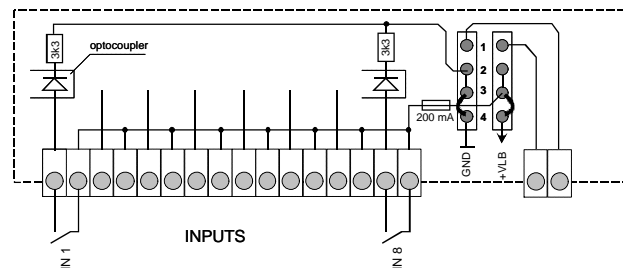 3k3
optocoupler
3k3
1
2
3
4
200 mA
GND
+VLB
INPUTS
IN 1
IN 8